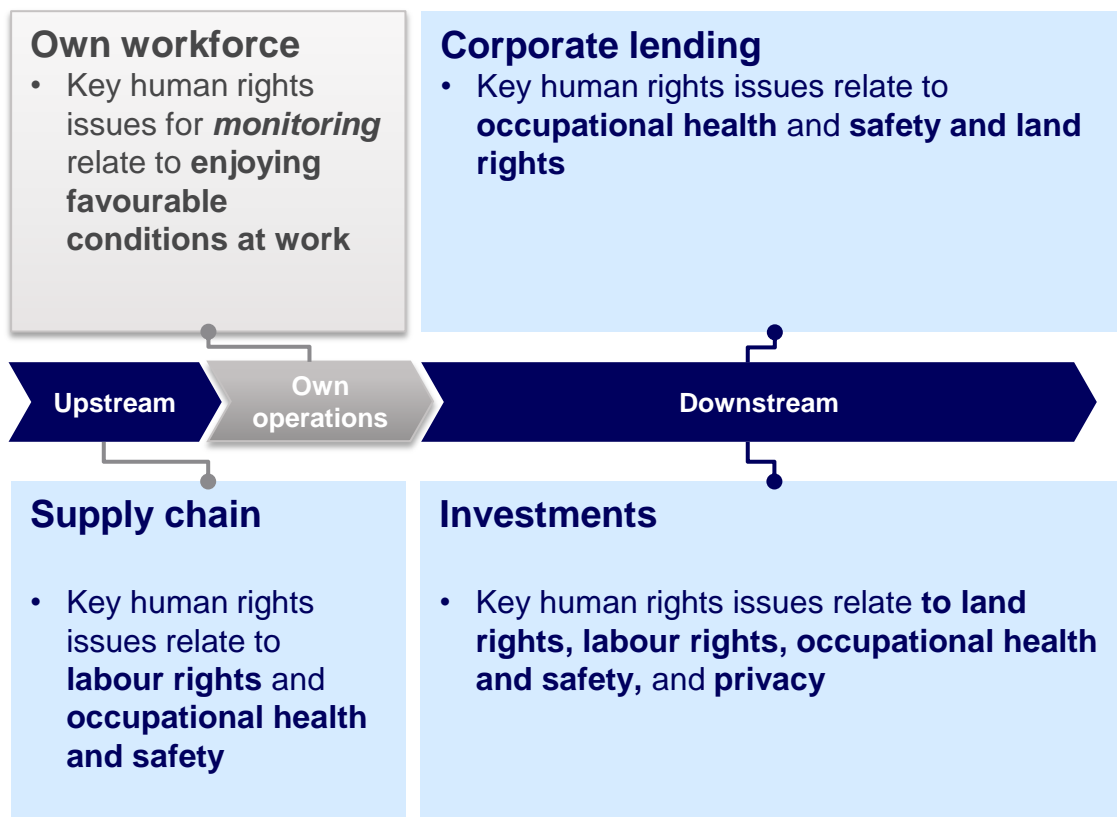 Own workforce
• Key human rights
issues for monitoring
relate to enjoying
favourable
conditions at work
Corporate lending
• Key human rights issues relate to
occupational health and safety and land
rights
Upstream
Own
operations
Downstream
Supply chain
• Key human rights
issues relate to
labour rights and
occupational health
and safety
Investments
• Key human rights issues relate to land
rights, labour rights, occupational health
and safety, and privacy